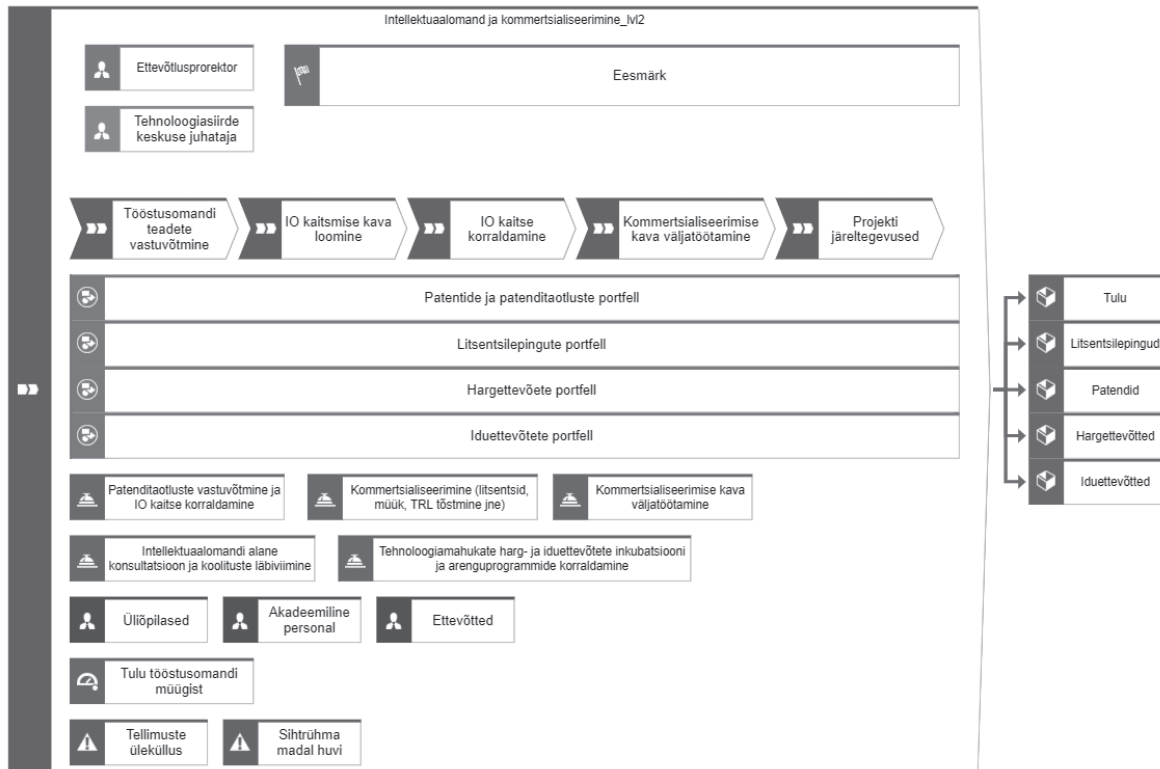 Intellektuaalomand ja kommertsialiseerimine_lvl2
Ettevõtlusprorektor
Eesmärk
Tehnoloogiasiirde
keskuse juhataja
Tööstusomandi
teadete
vastuvõtmine
IO kaitsmise kava
loomine
IO kaitse
korraldamine
Kommertsialiseerimise
kava väljatöötamine
Projekti
järeltegevused
Patentide ja patenditaotluste portfell
Litsentsilepingute portfell
Hargettevõete portfell
Iduettevõtete portfell
Tulu
Litsentsilepingud
Patendid
Hargettevõtted
Iduettevõtted
Patenditaotluste vastuvõtmine ja
IO kaitse korraldamine
Kommertsialiseerimine (litsentsid,
müük, TRL tõstmine jne)
Kommertsialiseerimise kava
väljatöötamine
Intellektuaalomandi alane
konsultatsioon ja koolituste läbiviimine
Tehnoloogiamahukate harg- ja iduettevõtete inkubatsiooni
ja arenguprogrammide korraldamine
Üliõpilased
Akadeemiline
personal
Ettevõtted
Tulu tööstusomandi
müügist
Tellimuste
üleküllus
Sihtrühma
madal huvi